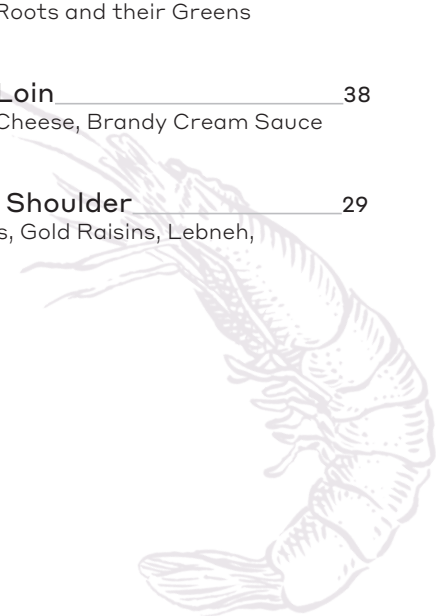 Roots and their Greens
Loin 38
Cheese, Brandy Cream Sauce
Shoulder 29
s, Gold Raisins, Lebneh,